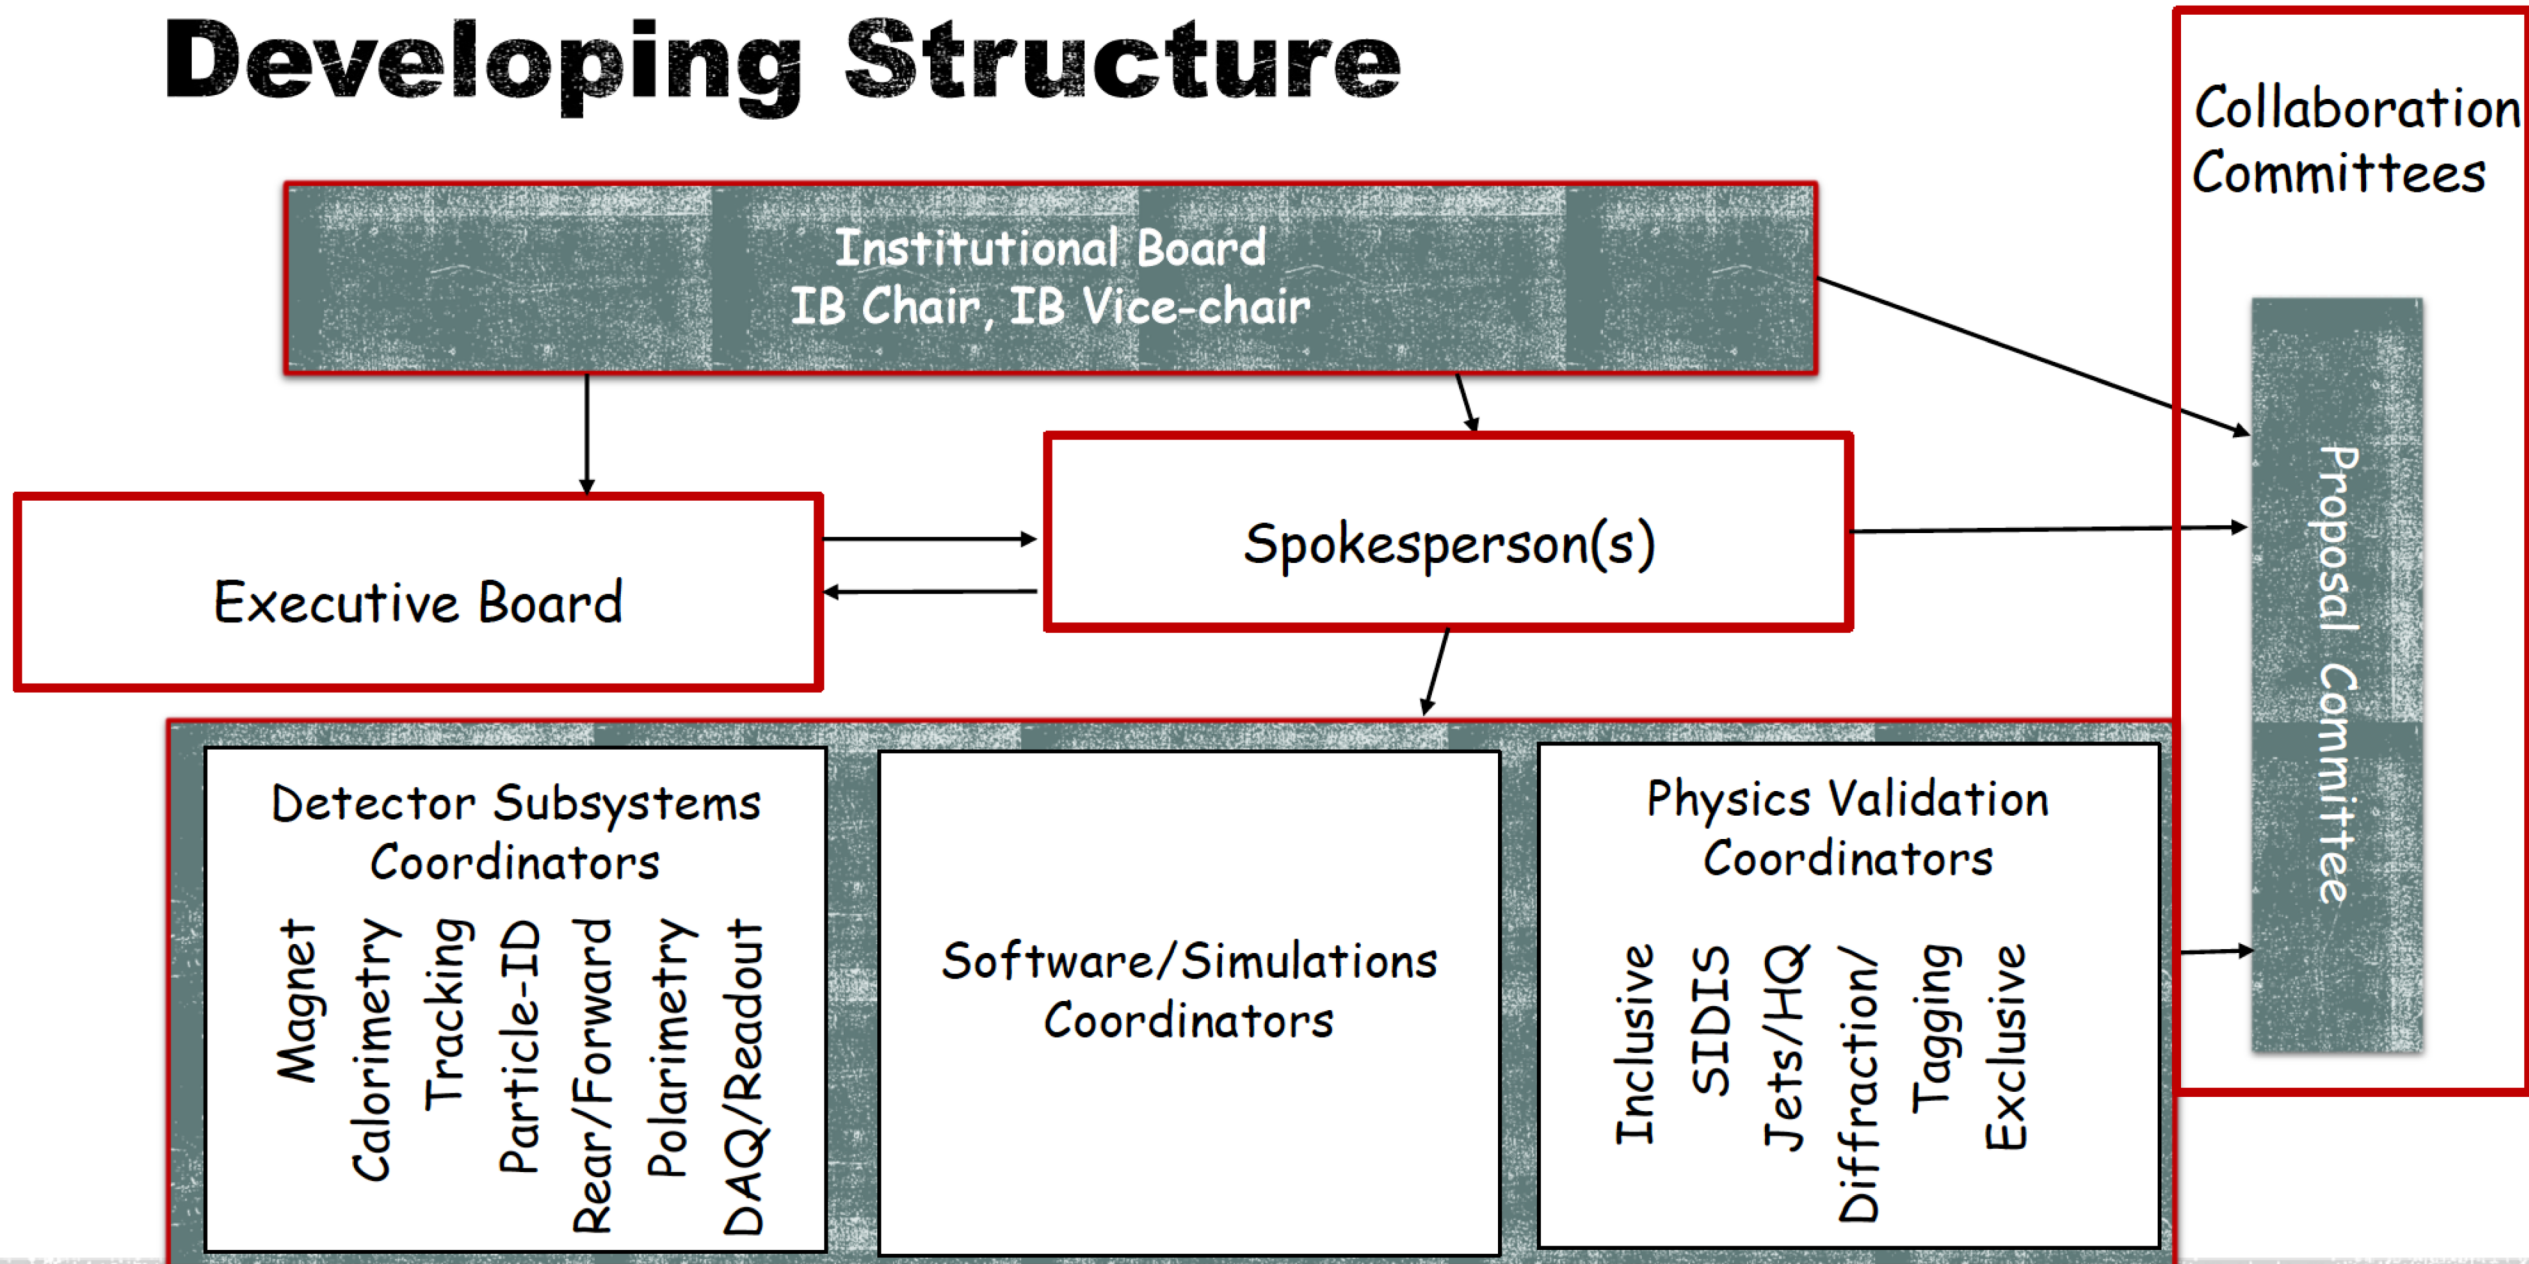 Developing Structure
Collaboration
Committees
Institutional Board
IB Chair, IB Vice-chair
Executive Board
Spokesperson(s)
Proposal Committee
Detector Subsystems
Coordinators
Magnet
Calorimetry
Tracking
Particle-ID
Rear/Forward
Polarimetry
DAQ/Readout
Software/Simulations
Coordinators
Physics Validation
Coordinators
Inclusive
SIDIS
Jets/HQ
Diffraction/
Tagging
Exclusive